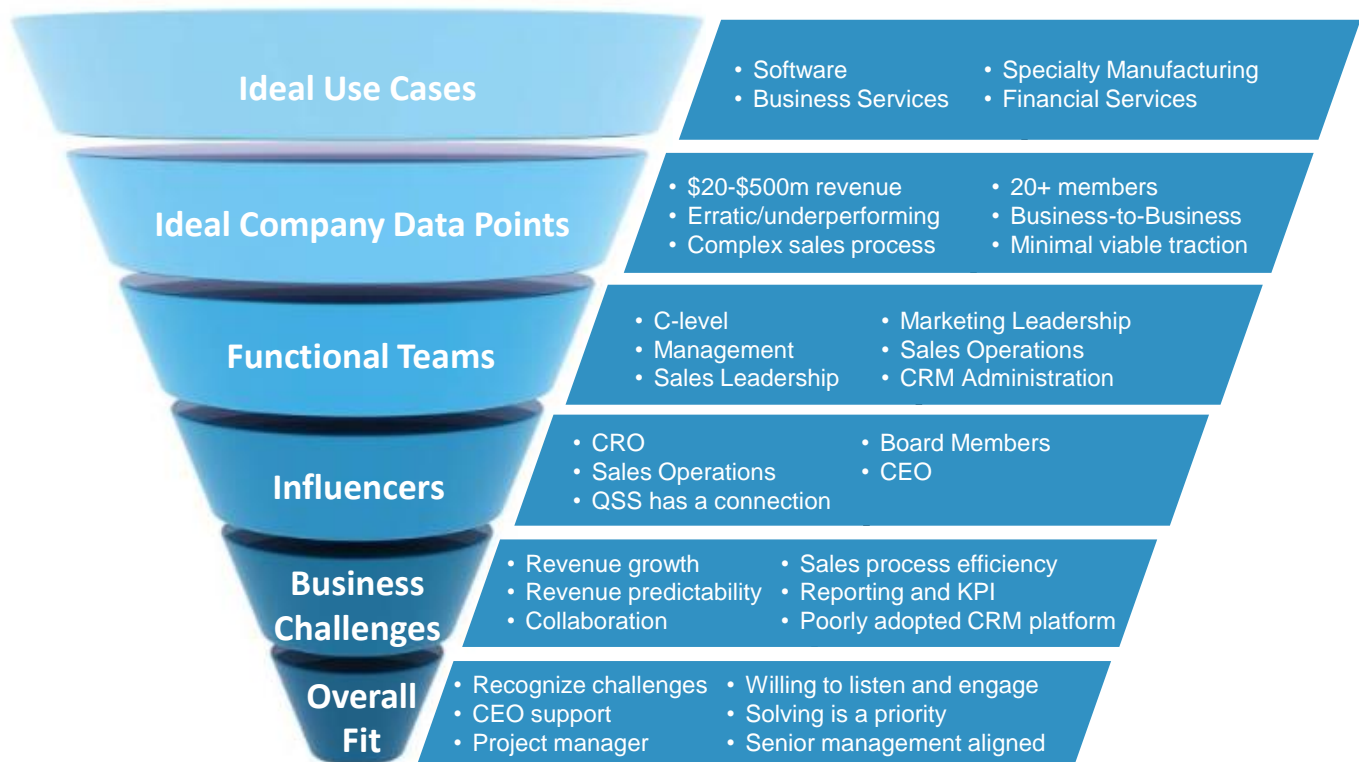 Ideal Use Cases
• Software
• Business Services
• Specialty Manufacturing
• Financial Services
Ideal Company Data Points
• $20-$500m revenue
• Erratic/underperforming
• Complex sales process
• 20+ members
• Business-to-Business
• Minimal viable traction
Functional Teams
• C-level
• Management
• Sales Leadership
• Marketing Leadership
• Sales Operations
• CRM Administration
Influencers
• CRO
• Sales Operations
• QSS has a connection
• Board Members
• CEO
Business
Challenges
• Revenue growth
• Revenue predictability
• Collaboration
• Sales process efficiency
• Reporting and KPI
• Poorly adopted CRM platform
Overall
Fit
• Recognize challenges
• CEO support
• Project manager
• Willing to listen and engage
• Solving is a priority
• Senior management aligned